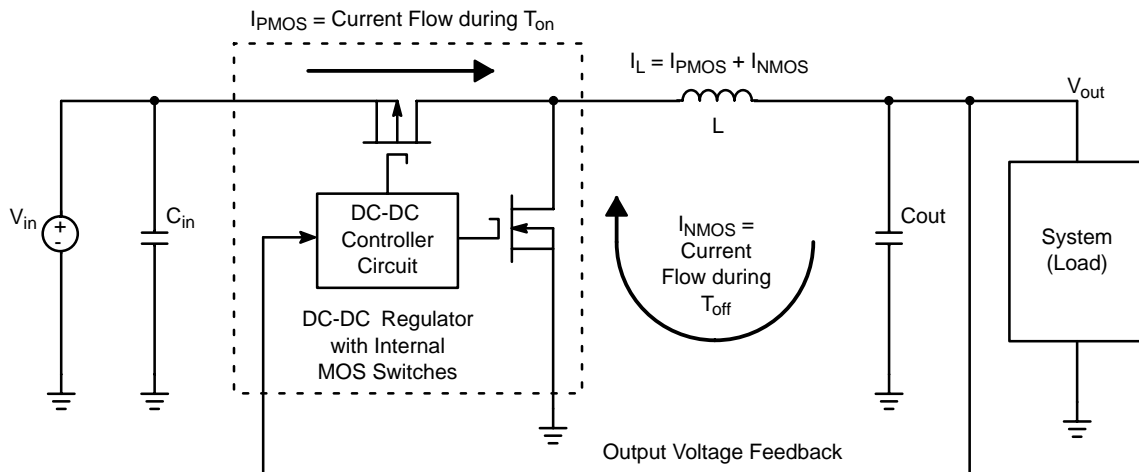 I_PMOS = Current Flow during T_on
I_L = I_PMOS + I_NMOS
V_out
L
V_in
+
-
C_in
DC-DC
Controller
Circuit
I_NMOS =
Current
Flow during
T_off
Cout
System
(Load)
DC-DC Regulator
with Internal
MOS Switches
Output Voltage Feedback